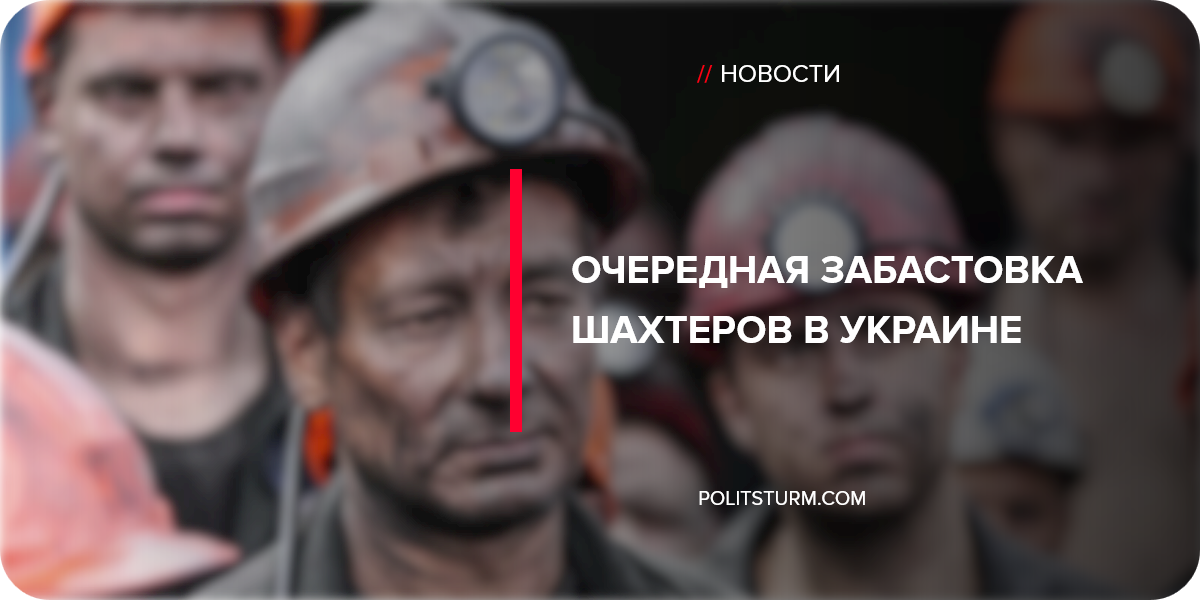 // НОВОСТИ
ОЧЕРЕДНАЯ ЗАБАСТОВКА
ШАХТЕРОВ В УКРАИНЕ
POLITSTURM.COM